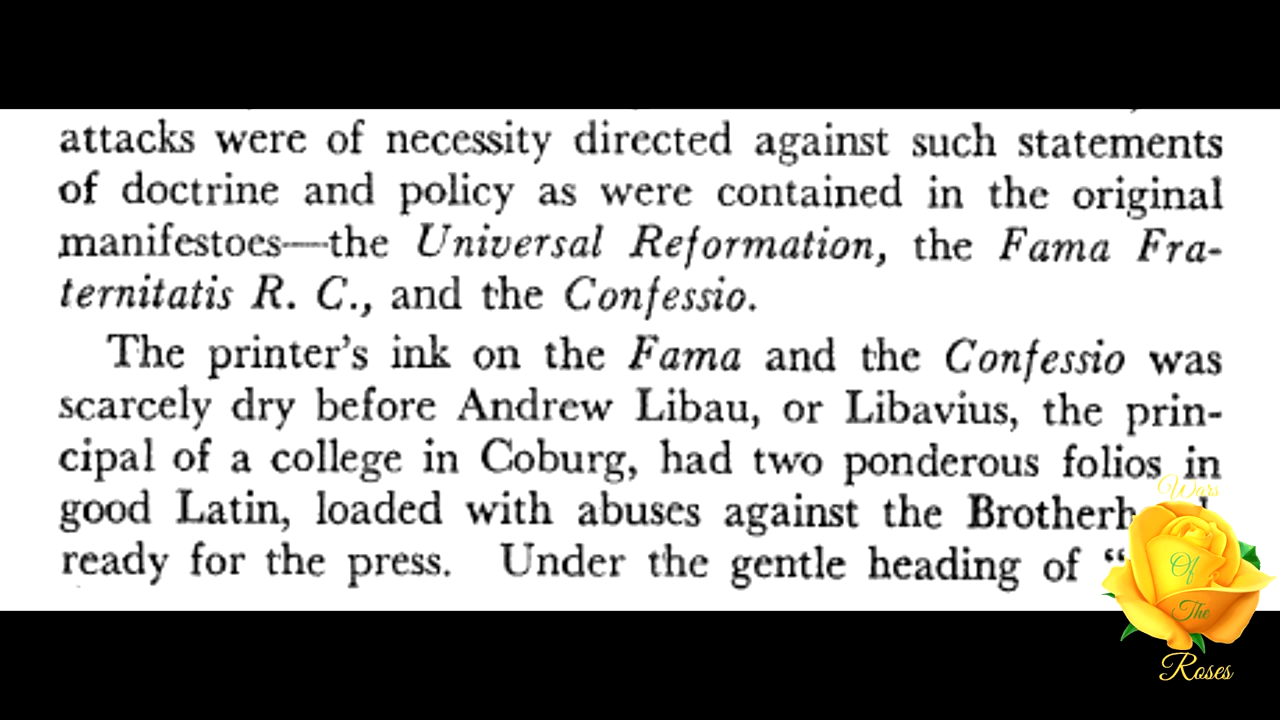 attacks were of necessity directed against such statements
of doctrine and policy as were contained in the original
manifestoes—the Universal Reformation, the Fama Fra-
ternitatis R. C., and the Confessio.
The printer's ink on the Fama and the Confessio was
scarcely dry before Andrew Libau, or Libavius, the prin-
cipal of a college in Coburg, had two ponderous folios in
good Latin, loaded with abuses against the
ready for the press. Under the gentle heading of “
Wars
Of
The
Roses